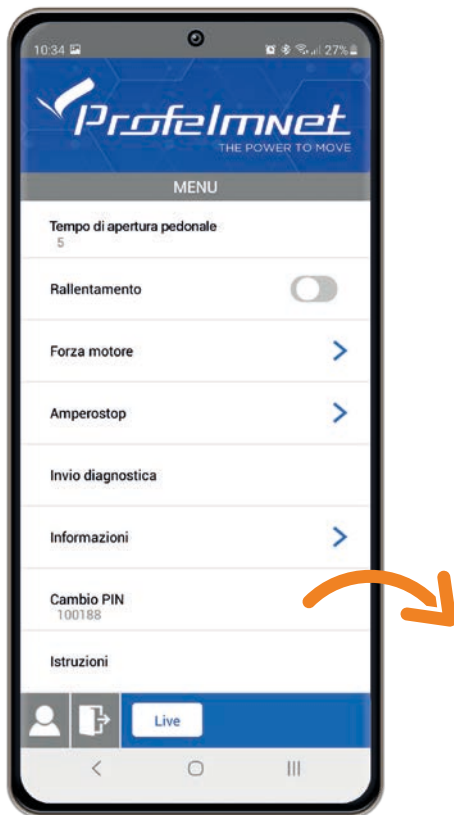 10:34 27%
Profelmnet
THE POWER TO MOVE
MENU
Tempo di apertura pedonale
5
Rallentamento
Forza motore
Amperostop
Invio diagnostica
Informazioni
Cambio PIN
100188
Istruzioni
Live